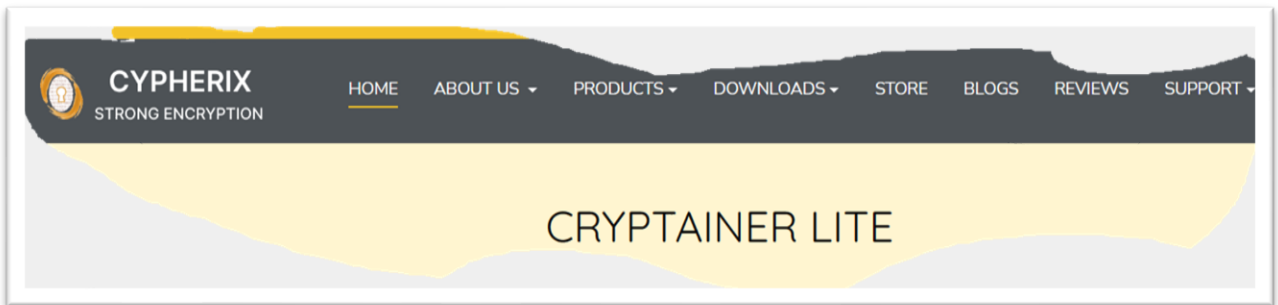 CYPHERIX
STRONG ENCRYPTION
HOME ABOUT US PRODUCTS DOWNLOADS STORE BLOGS REVIEWS SUPPORT
CRYPTAINER LITE